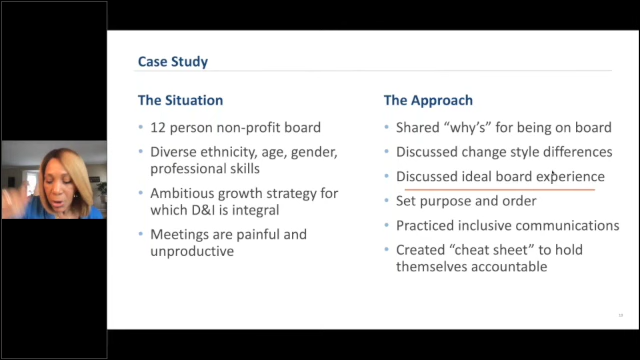 Case Study
The Situation
• 12 person non-profit board
• Diverse ethnicity, age, gender,
professional skills
• Ambitious growth strategy for
which D&I is integral
• Meetings are painful and
unproductive
The Approach
• Shared “why’s” for being on board
• Discussed change style differences
• Discussed ideal board experience
• Set purpose and order
• Practiced inclusive communications
• Created “cheat sheet” to hold
themselves accountable